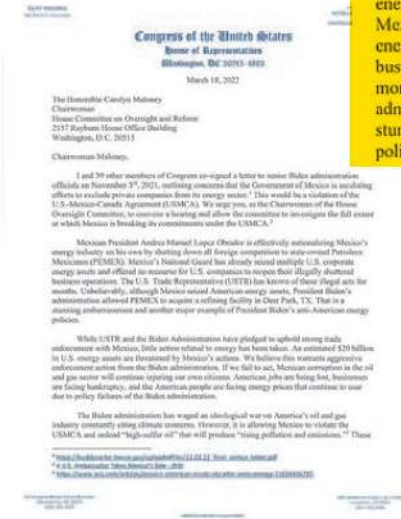 Congress of the United States
House of Representatives
Washington, DC 20515-4802
March 18, 2022
The Honorable Carolyn Maloney
Chairwoman
House Committee on Oversight and Reform
2157 Rayburn House Office Building
Washington, D.C. 20515
Chairwoman Maloney,
I and 39 other members of Congress co-signed a letter to senior Biden administration
officials on November 3rd, 2021, outlining concerns that the Government of Mexico is escalating
efforts to exclude private companies from its energy sector.1 This would be a violation of the
U.S.-Mexico-Canada Agreement (USMCA). We urge you, as the Chairwoman of the House
Oversight Committee, to convene a hearing and allow the committee to investigate the full extent
at which Mexico is breaking its commitments under the USMCA.2
Mexican President Andres Manuel Lopez Obrador is effectively nationalizing Mexico's
energy industry on his own by shutting down all foreign competition to state-owned Petroleos
Mexicanos (PEMEX). Mexico's National Guard has already seized multiple U.S. corporate
energy assets and offered no recourse for U.S. companies to reopen their illegally shuttered
business operations. The U.S. Trade Representative (USTR) has known of these illegal acts for
months. Unbelievably, although Mexico seized American energy assets, President Biden's
administration allowed PEMEX to acquire a refining facility in Deer Park, TX. That is a
stunning embarrassment and another major example of President Biden's anti-American energy
policies.
While USTR and the Biden Administration have pledged to uphold strong trade
enforcement with Mexico, little action related to energy has been taken. An estimated $20 billion
in U.S. energy assets are threatened by Mexico's actions. We believe this warrants aggressive
enforcement action from the Biden administration. If we fail to act, Mexican corruption in the oil
and gas sector will continue injuring our own citizens. American jobs are being lost, businesses
are facing bankruptcy, and the American people are facing energy prices that continue to soar
due to policy failures of the Biden administration.
The Biden administration has waged an ideological war on America's oil and gas
industry constantly citing climate concerns. However, it is allowing Mexico to violate the
USMCA and unload "high-sulfur oil" that will produce "rising pollution and emissions."3 These
ene
Me
ene
bus
mor
adn
stur
poli